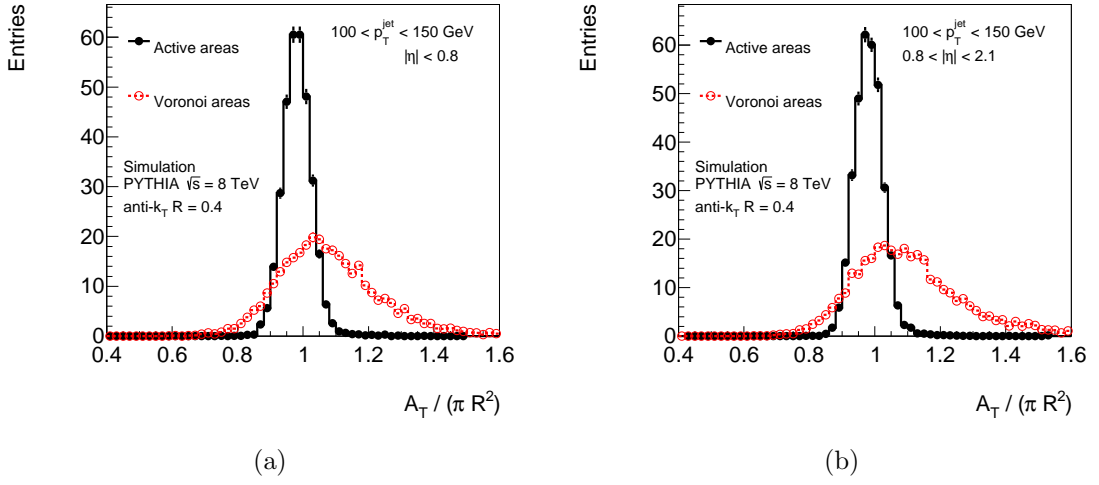 Entries
60
50
40
30
20
10
0
Active areas
Voronoi areas
100 < p_T^jet < 150 GeV
|η| < 0.8
Simulation
PYTHIA √s = 8 TeV
anti-k_T R = 0.4
0.4 0.6 0.8 1 1.2 1.4 1.6
A_T / (π R²)
(a)
Entries
60
50
40
30
20
10
0
Active areas
Voronoi areas
100 < p_T^jet < 150 GeV
0.8 < |η| < 2.1
Simulation
PYTHIA √s = 8 TeV
anti-k_T R = 0.4
0.4 0.6 0.8 1 1.2 1.4 1.6
A_T / (π R²)
(b)